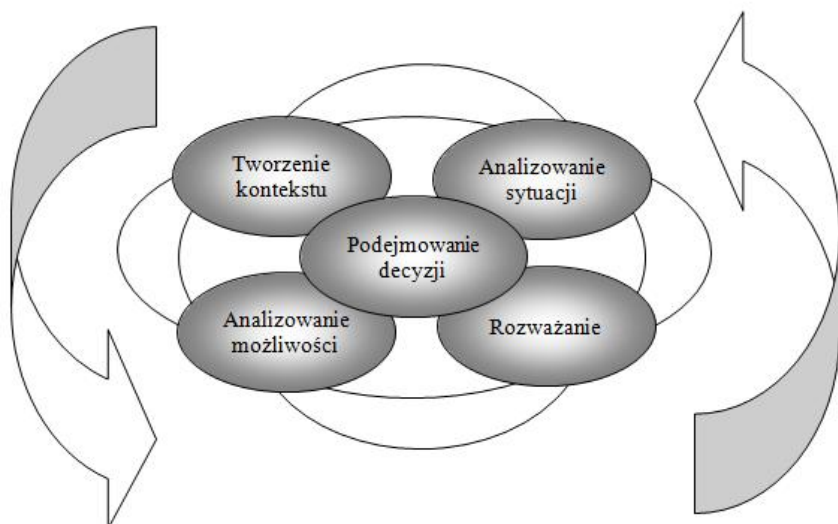 Tworzenie
kontekstu
Analizowanie
sytuacji
Podejmowanie
decyzji
Analizowanie
możliwości
Rozważanie